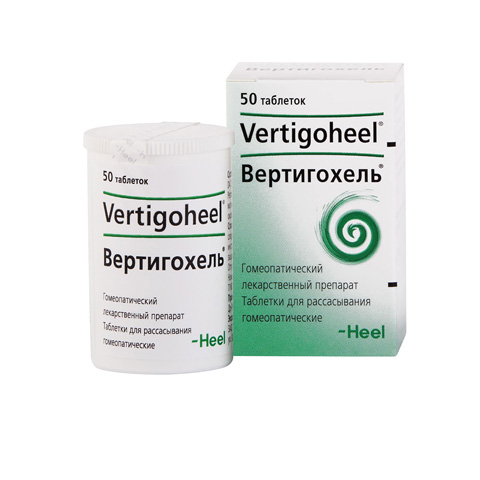 Вертигохель
50 таблеток
Vertigoheel®
Вертигохель®
Гомеопатический
лекарственный препарат
Таблетки для рассасывания
гомеопатические
-Heel
50 таблеток
Vertigoheel®
Вертигохель®
Гомеопатический
лекарственный препарат
Таблетки для рассасывания
гомеопатические
-Heel